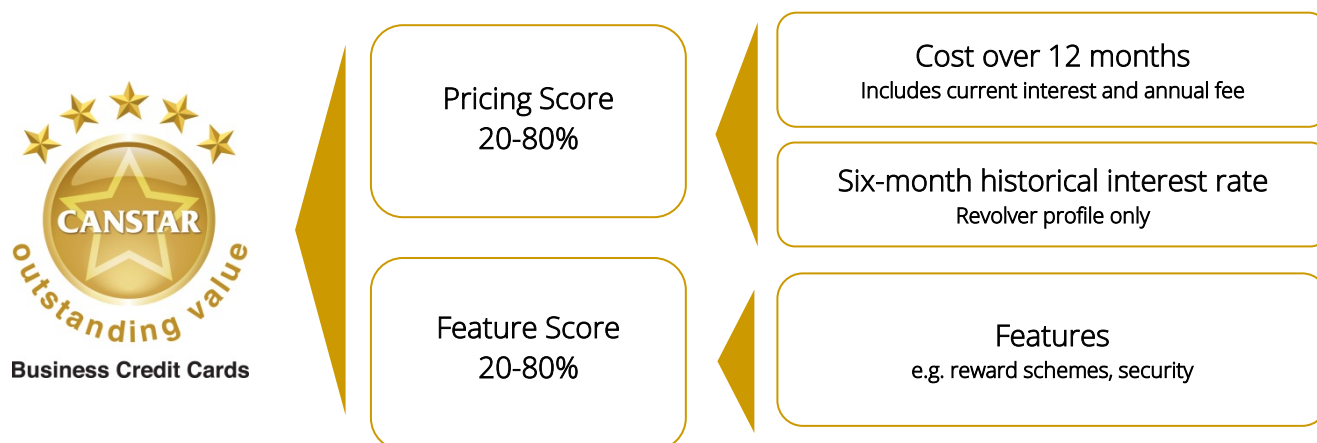 CANSTAR
outstanding value
Business Credit Cards
Pricing Score
20-80%
Feature Score
20-80%
Cost over 12 months
Includes current interest and annual fee
Six-month historical interest rate
Revolver profile only
Features
e.g. reward schemes, security